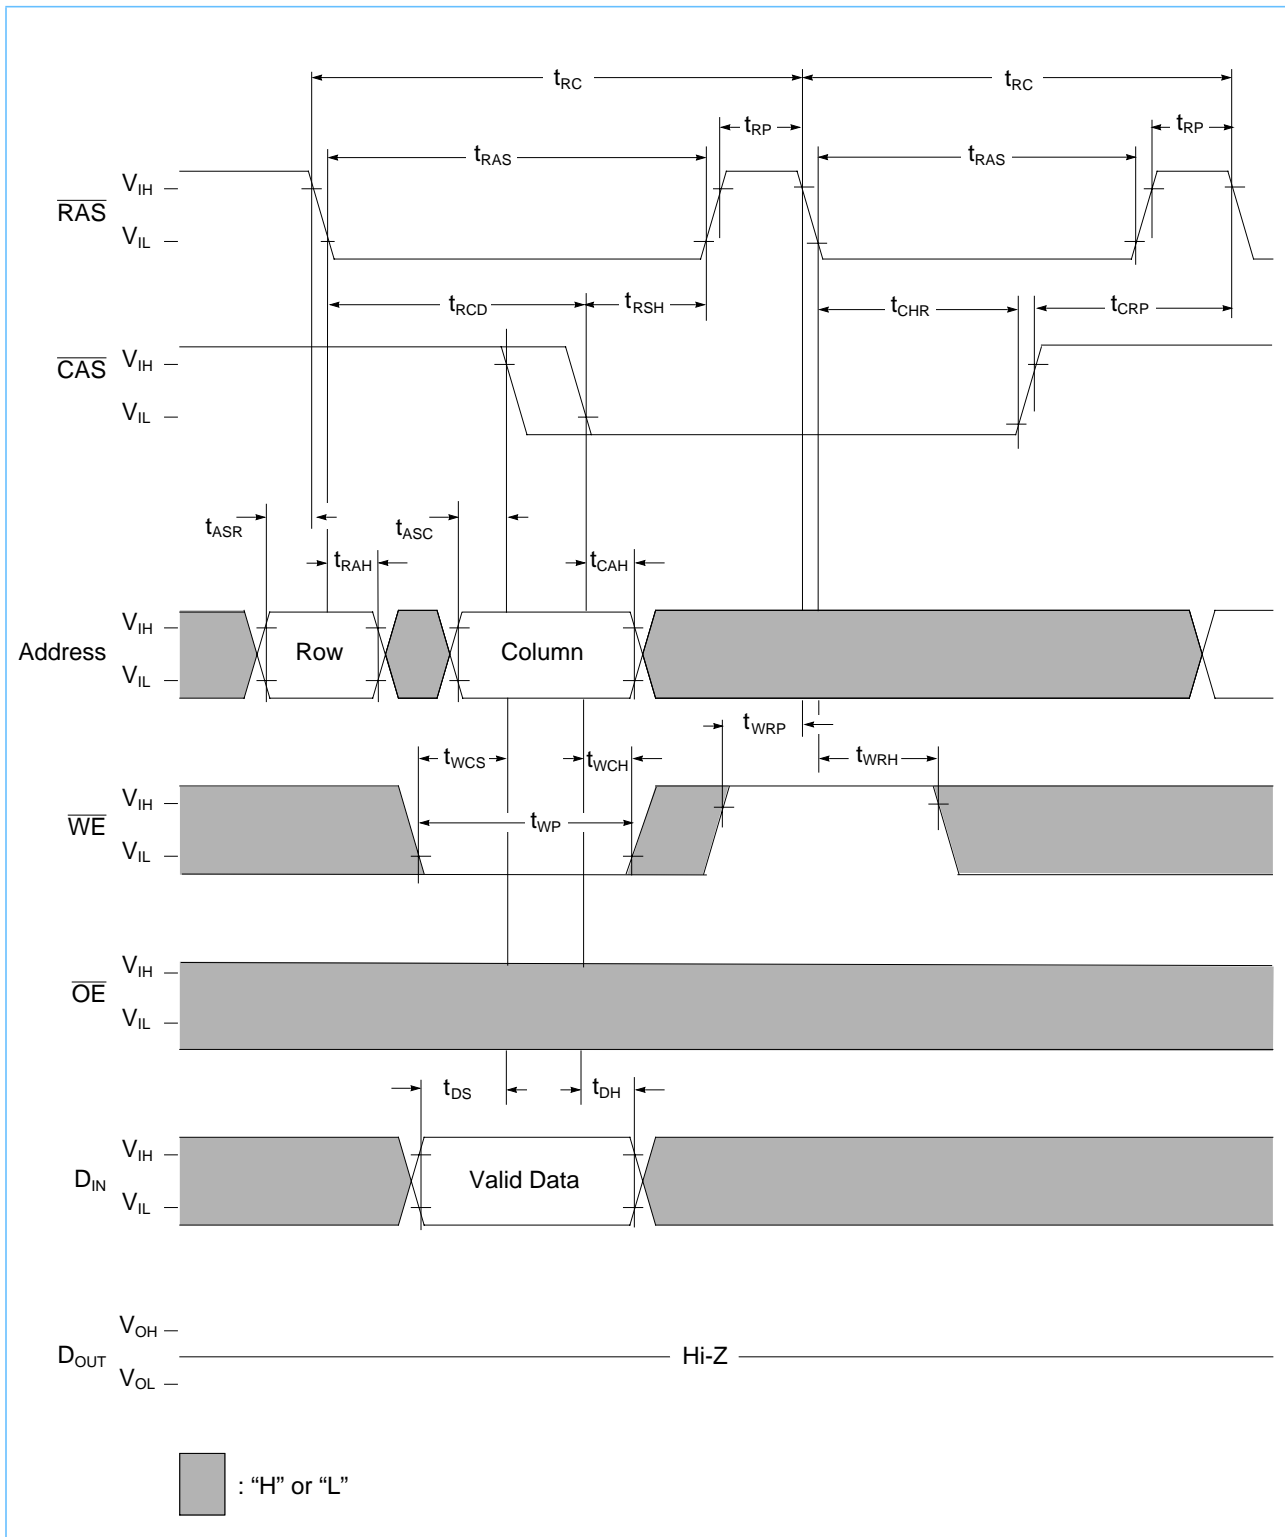 tRC tRC
tRP tRP
tRAS tRAS
VIH
RAS
VIL
tRCD tRSH tCHR tCRP
VIH
CAS
VIL
tASR tASC
tRAH tCAH
VIH
Address Row Column
VIL
tWRP
tWCS tWCH tWRH
VIH
WE tWP
VIL
VIH
OE
VIL
tDS tDH
VIH
DIN Valid Data
VIL
VOH
DOUT Hi-Z
VOL
: “H” or “L”